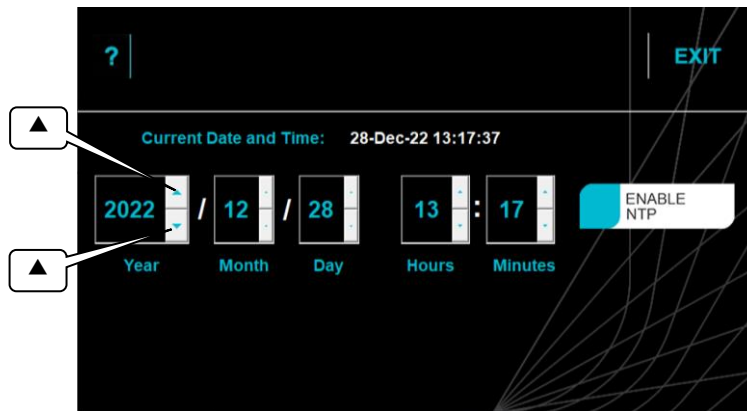 ? EXIT
▲
Current Date and Time: 28-Dec-22 13:17:37
2022 / 12 / 28 13 : 17
ENABLE
NTP
▲
Year Month Day Hours Minutes